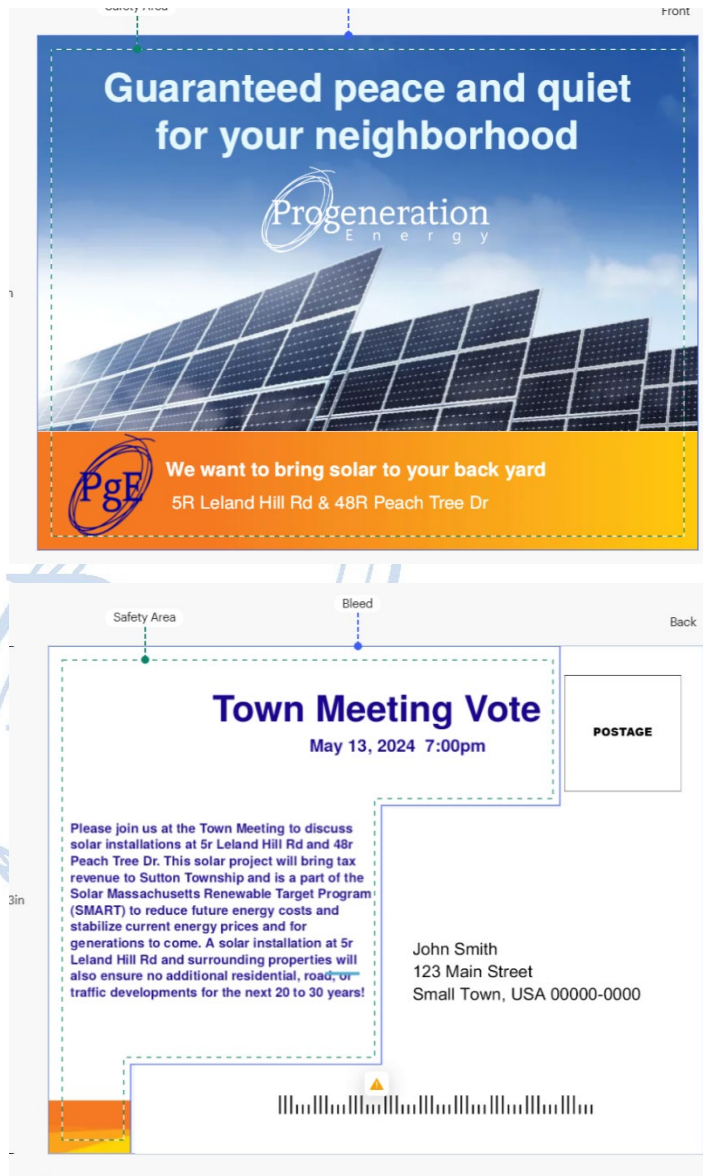 Safety Area
Front
Guaranteed peace and quiet
for your neighborhood
Progeneration
Energy
PgE
We want to bring solar to your back yard
5R Leland Hill Rd & 48R Peach Tree Dr
Safety Area
Bleed
Back
Town Meeting Vote
May 13, 2024 7:00pm
POSTAGE
Please join us at the Town Meeting to discuss
solar installations at 5r Leland Hill Rd and 48r
Peach Tree Dr. This solar project will bring tax
revenue to Sutton Township and is a part of the
Solar Massachusetts Renewable Target Program
(SMART) to reduce future energy costs and
stabilize current energy prices and for
generations to come. A solar installation at 5r
Leland Hill Rd and surrounding properties will
also ensure no additional residential, road, or
traffic developments for the next 20 to 30 years!
3in
John Smith
123 Main Street
Small Town, USA 00000-0000